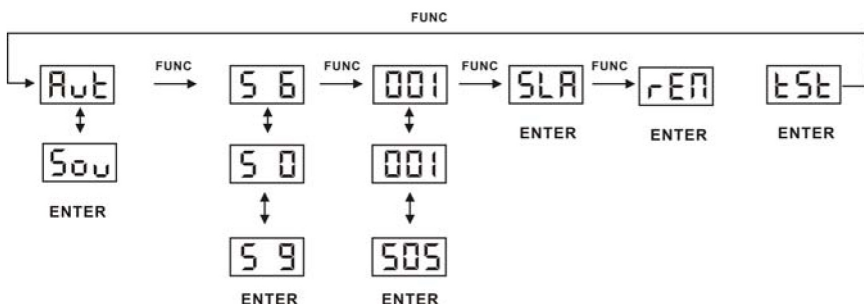 FUNC
Aut FUNC S 6 FUNC 001 FUNC SLA FUNC rEM tSt
ENTER ENTER ENTER
Sou S 0 001
ENTER
S 9 S0S
ENTER ENTER